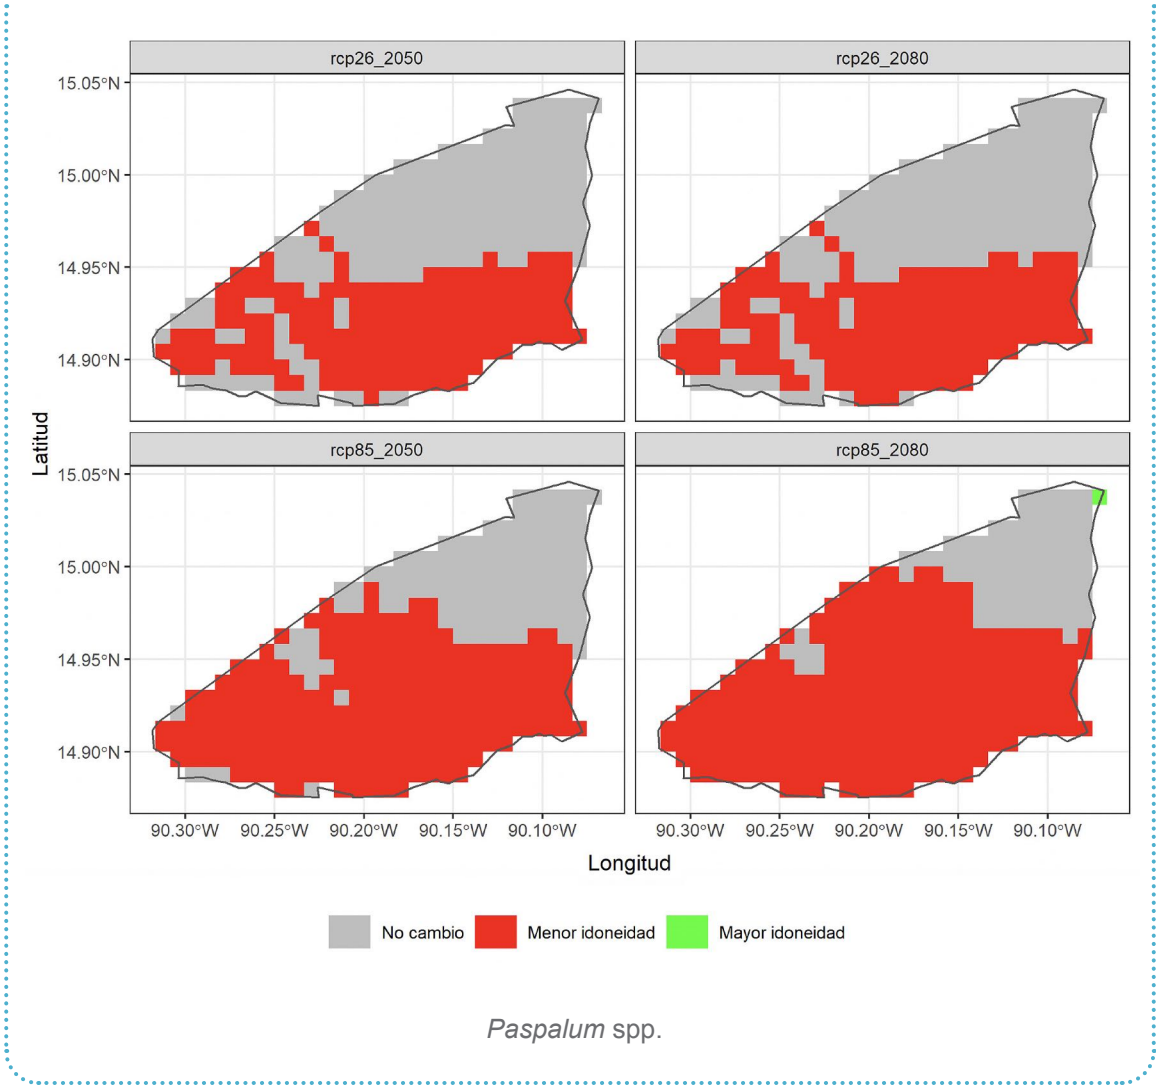 rcp26_2050
rcp26_2080
15.05°N
15.00°N
14.95°N
14.90°N
Latitud
rcp85_2050
rcp85_2080
15.05°N
15.00°N
14.95°N
14.90°N
90.30°W 90.25°W 90.20°W 90.15°W 90.10°W
90.30°W 90.25°W 90.20°W 90.15°W 90.10°W
Longitud
No cambio Menor idoneidad Mayor idoneidad
Paspalum spp.